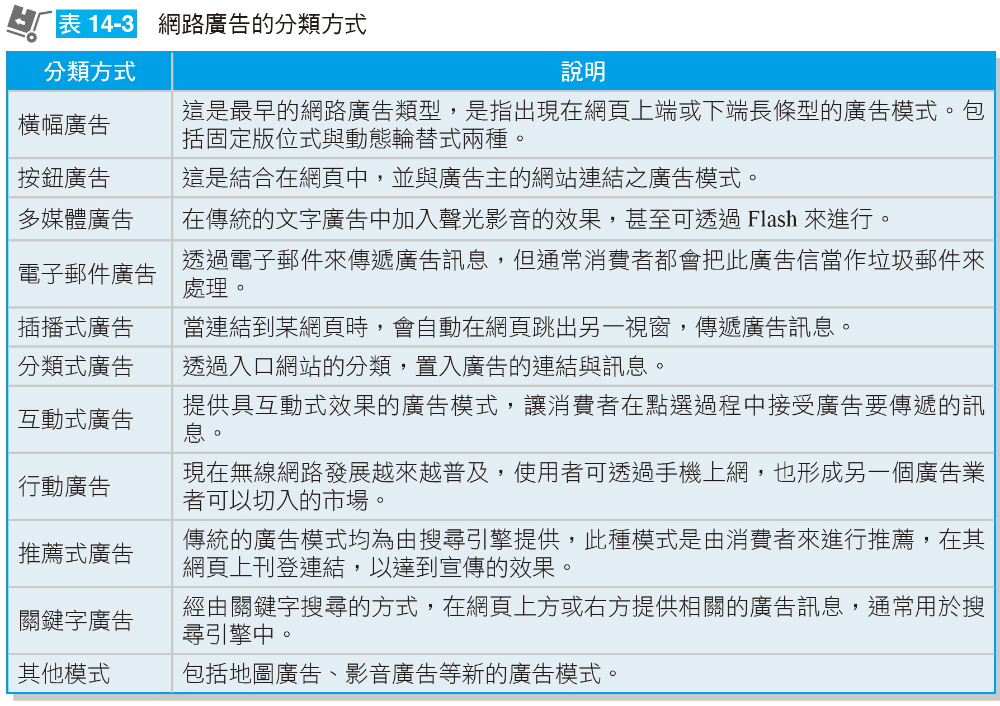 表 14-3 網路廣告的分類方式
分類方式 說明
橫幅廣告
這是最早的網路廣告類型，是指出現在網頁上端或下端長條型的廣告模式。包
括固定版位式與動態輪替式兩種。
按鈕廣告 這是結合在網頁中，並與廣告主的網站連結之廣告模式。
多媒體廣告 在傳統的文字廣告中加入聲光影音的效果，甚至可透過 Flash 來進行。
電子郵件廣告
透過電子郵件來傳遞廣告訊息，但通常消費者都會把此廣告信當作垃圾郵件來
處理。
插播式廣告 當連結到某網頁時，會自動在網頁跳出另一視窗，傳遞廣告訊息。
分類式廣告 透過入口網站的分類，置入廣告的連結與訊息。
互動式廣告
提供具互動式效果的廣告模式，讓消費者在點選過程中接受廣告要傳遞的訊
息。
行動廣告
現在無線網路發展越來越普及，使用者可透過手機上網，也形成另一個廣告業
者可以切入的市場。
推薦式廣告
傳統的廣告模式均為由搜尋引擎提供，此種模式是由消費者來進行推薦，在其
網頁上刊登連結，以達到宣傳的效果。
關鍵字廣告
經由關鍵字搜尋的方式，在網頁上方或右方提供相關的廣告訊息，通常用於搜
尋引擎中。
其他模式 包括地圖廣告、影音廣告等新的廣告模式。